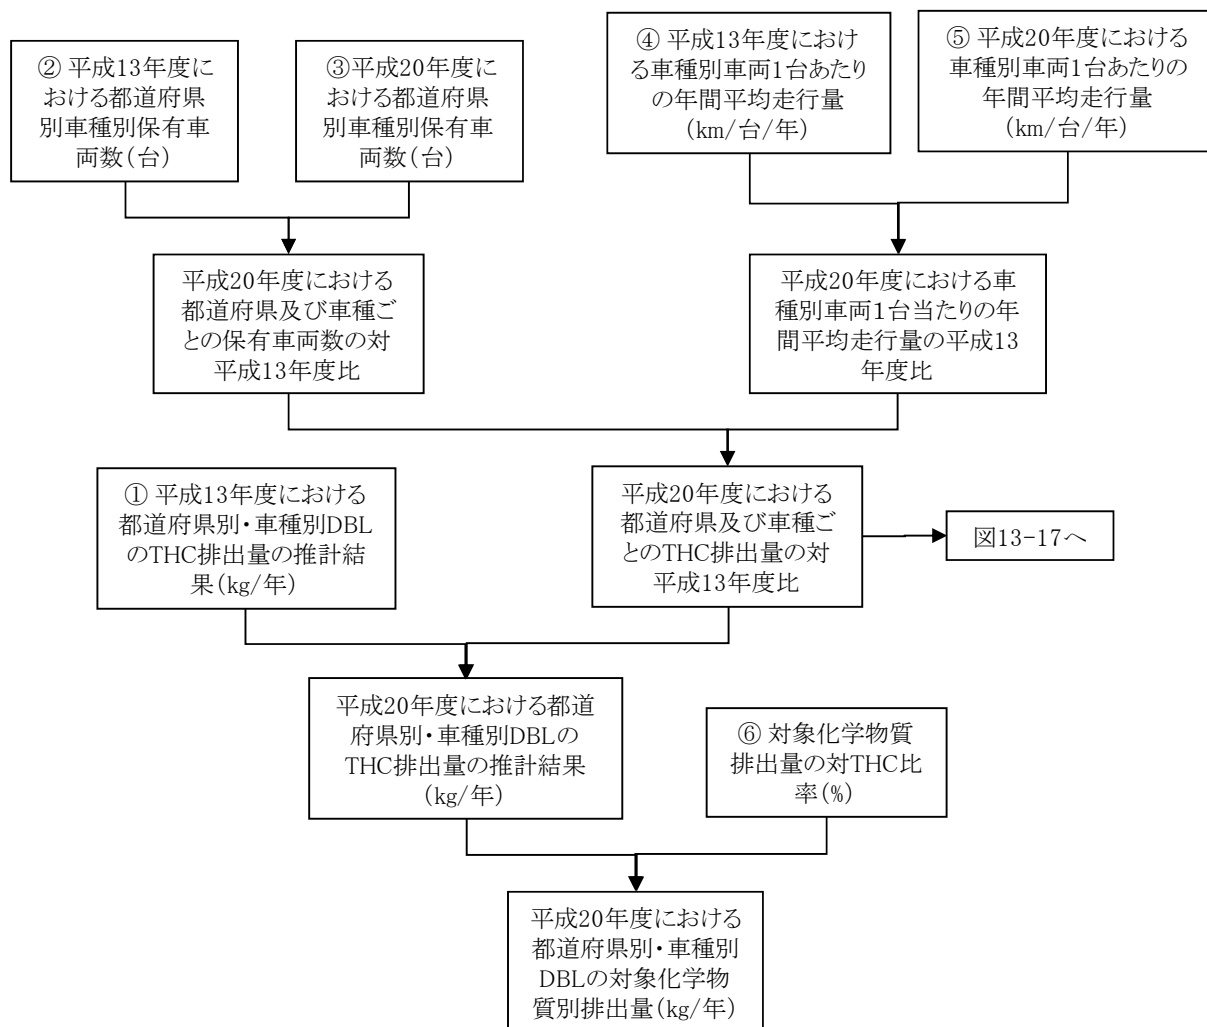 ② 平成13年度に
おける都道府県
別車種別保有車
両数(台)
③平成20年度に
おける都道府県
別車種別保有車
両数(台)
④ 平成13年度におけ
る車種別車両1台あたり
の年間平均走行量
(km/台/年)
⑤ 平成20年度における
車種別車両1台あたりの
年間平均走行量
(km/台/年)
平成20年度における
都道府県及び車種ご
との保有車両数の対
平成13年度比
平成20年度における車
種別車両1台当たりの年
間平均走行量の平成13
年度比
① 平成13年度における
都道府県別・車種別DBL
のTHC排出量の推計結
果(kg/年)
平成20年度における
都道府県及び車種ご
とのTHC排出量の対
平成13年度比
図13-17へ
平成20年度における都道
府県別・車種別DBLの
THC排出量の推計結果
(kg/年)
⑥ 対象化学物質
排出量の対THC比
率(%)
平成20年度における
都道府県別・車種別
DBLの対象化学物
質別排出量(kg/年)